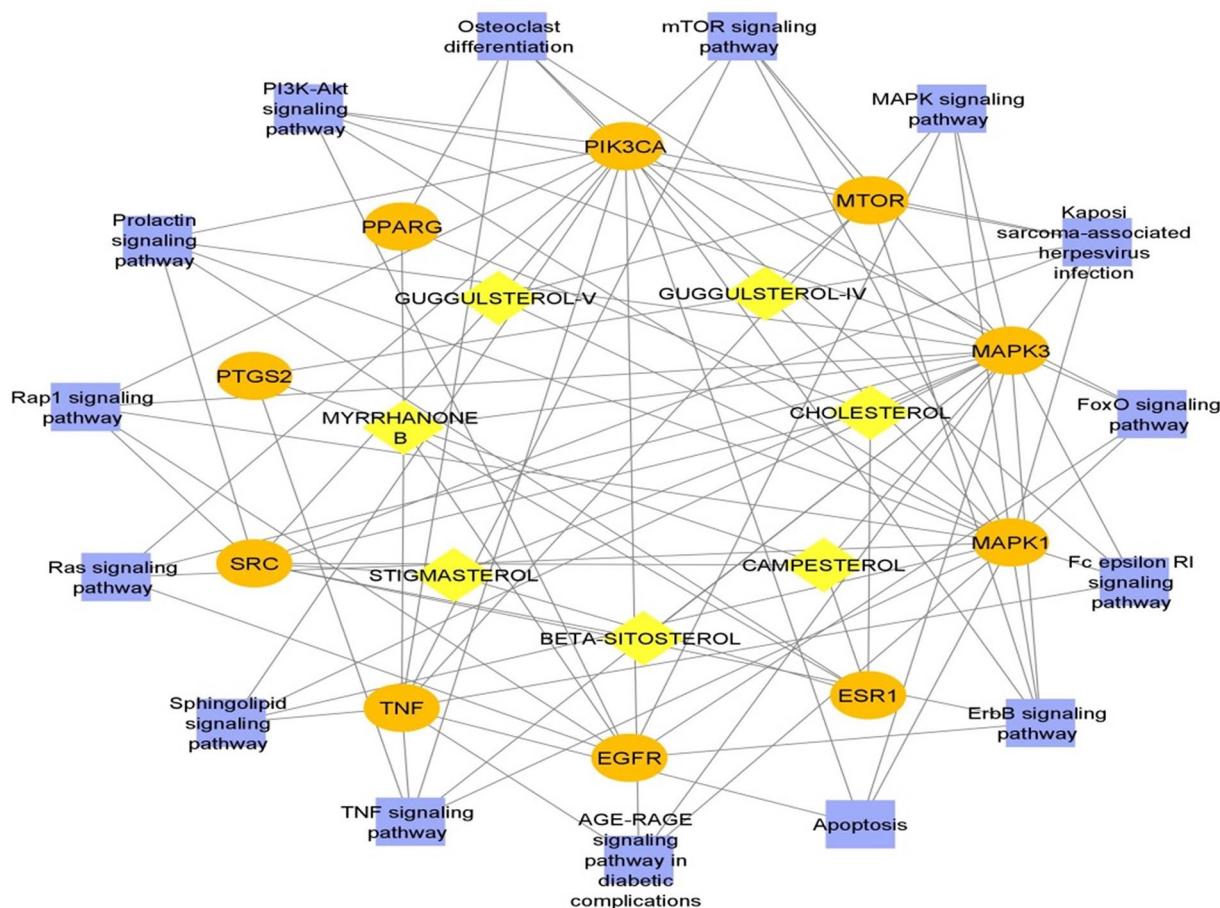 Osteoclast
differentiation
mTOR signaling
pathway
PI3K-Akt
signaling
pathway
MAPK signaling
pathway
PIK3CA
MTOR
PPARG
Prolactin
signaling
pathway
Kaposi
sarcoma-associated
herpesvirus
infection
GUGGULSTEROL-V
GUGGULSTEROL-IV
MAPK3
PTGS2
Rap1 signaling
pathway
MYRRHANONE
B
CHOLESTEROL
FoxO signaling
pathway
MAPK1
SRC
STIGMASTEROL
CAMPESTEROL
Ras signaling
pathway
Fc epsilon RI
signaling
pathway
BETA-SITOSTEROL
ESR1
TNF
Sphingolipid
signaling
pathway
ErbB signaling
pathway
EGFR
TNF signaling
pathway
AGE-RAGE
signaling
pathway in
diabetic
complications
Apoptosis